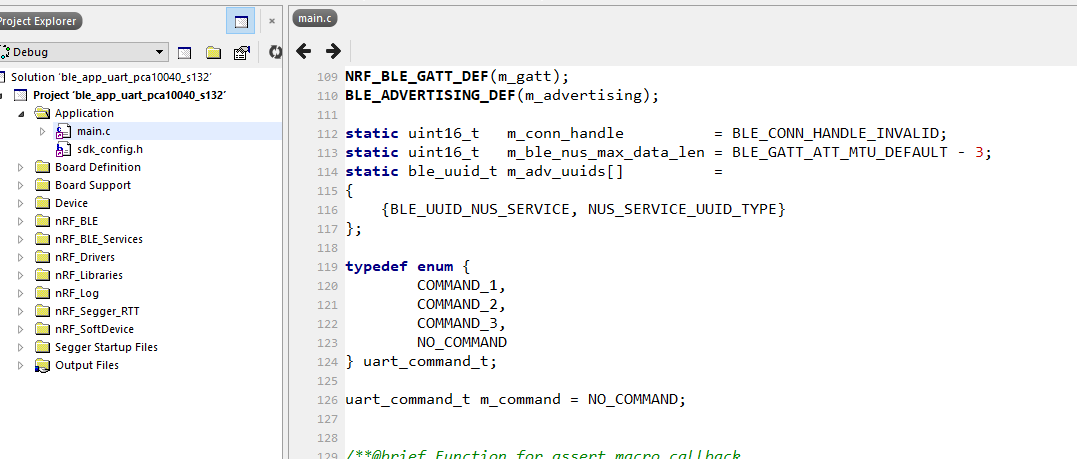 Project Explorer
Debug
Solution 'ble_app_uart_pca10040_s132'
Project 'ble_app_uart_pca10040_s132'
Application
main.c
sdk_config.h
Board Definition
Board Support
Device
nRF_BLE
nRF_BLE_Services
nRF_Drivers
nRF_Libraries
nRF_Log
nRF_Segger_RTT
nRF_SoftDevice
Segger Startup Files
Output Files
main.c
109 NRF_BLE_GATT_DEF(m_gatt);
110 BLE_ADVERTISING_DEF(m_advertising);
111
112 static uint16_t   m_conn_handle          = BLE_CONN_HANDLE_INVALID;
113 static uint16_t   m_ble_nus_max_data_len = BLE_GATT_ATT_MTU_DEFAULT - 3;
114 static ble_uuid_t m_adv_uuids[]          =
115 {
116     {BLE_UUID_NUS_SERVICE, NUS_SERVICE_UUID_TYPE}
117 };
118
119 typedef enum {
120         COMMAND_1,
121         COMMAND_2,
122         COMMAND_3,
123         NO_COMMAND
124 } uart_command_t;
125
126 uart_command_t m_command = NO_COMMAND;
127
128
129 /**@brief Function for assert macro callback